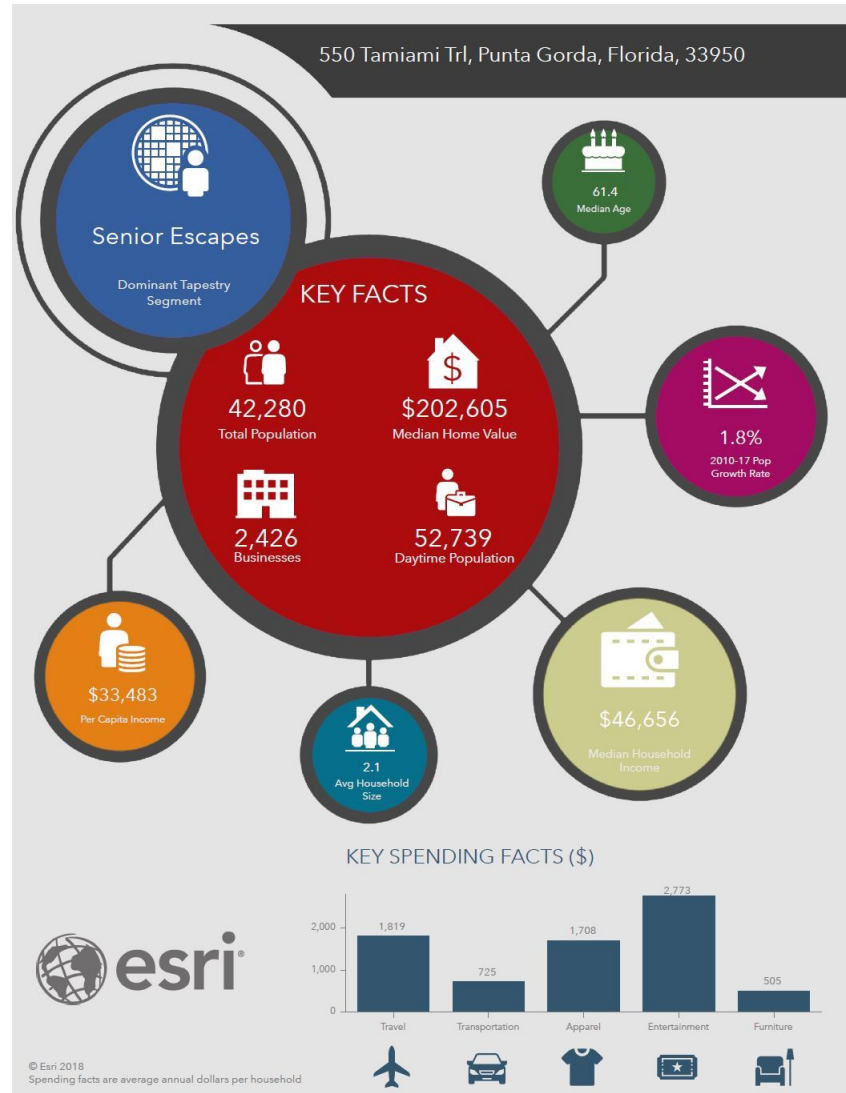 550 Tamiami Trl, Punta Gorda, Florida, 33950
Senior Escapes
Dominant Tapestry
Segment
61.4
Median Age
KEY FACTS
42,280
Total Population
$202,605
Median Home Value
2,426
Businesses
52,739
Daytime Population
1.8%
2010-17 Pop
Growth Rate
$33,483
Per Capita Income
2.1
Avg Household
Size
$46,656
Median Household
Income
KEY SPENDING FACTS ($)
2,000
1,000
0
1,819
725
1,708
2,773
505
Travel
Transportation
Apparel
Entertainment
Furniture
esri®
© Esri 2018
Spending facts are average annual dollars per household